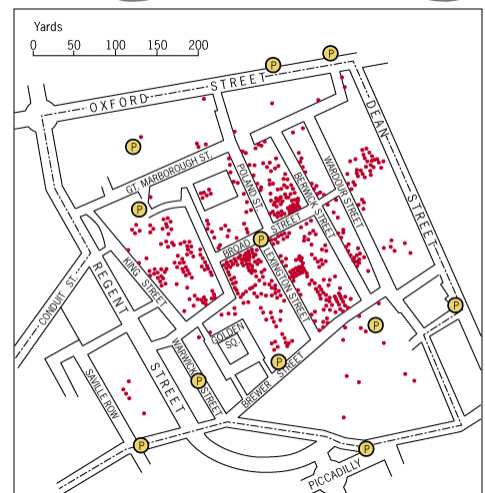 Yards
0 50 100 150 200
P
P
OXFORD STREET
P
DEAN STREET
GT. MARBOROUGH ST.
POLAND ST.
BERWICK STREET
WARDOUR STREET
P
BROAD STREET
P
KING STREET
LEXINGTON STREET
CONDUIT ST.
REGENT STREET
P
P
GOLDEN SQ.
WARWICK STREET
BREWER STREET
P
P
SAVILLE ROW
P
P
PICCADILLY